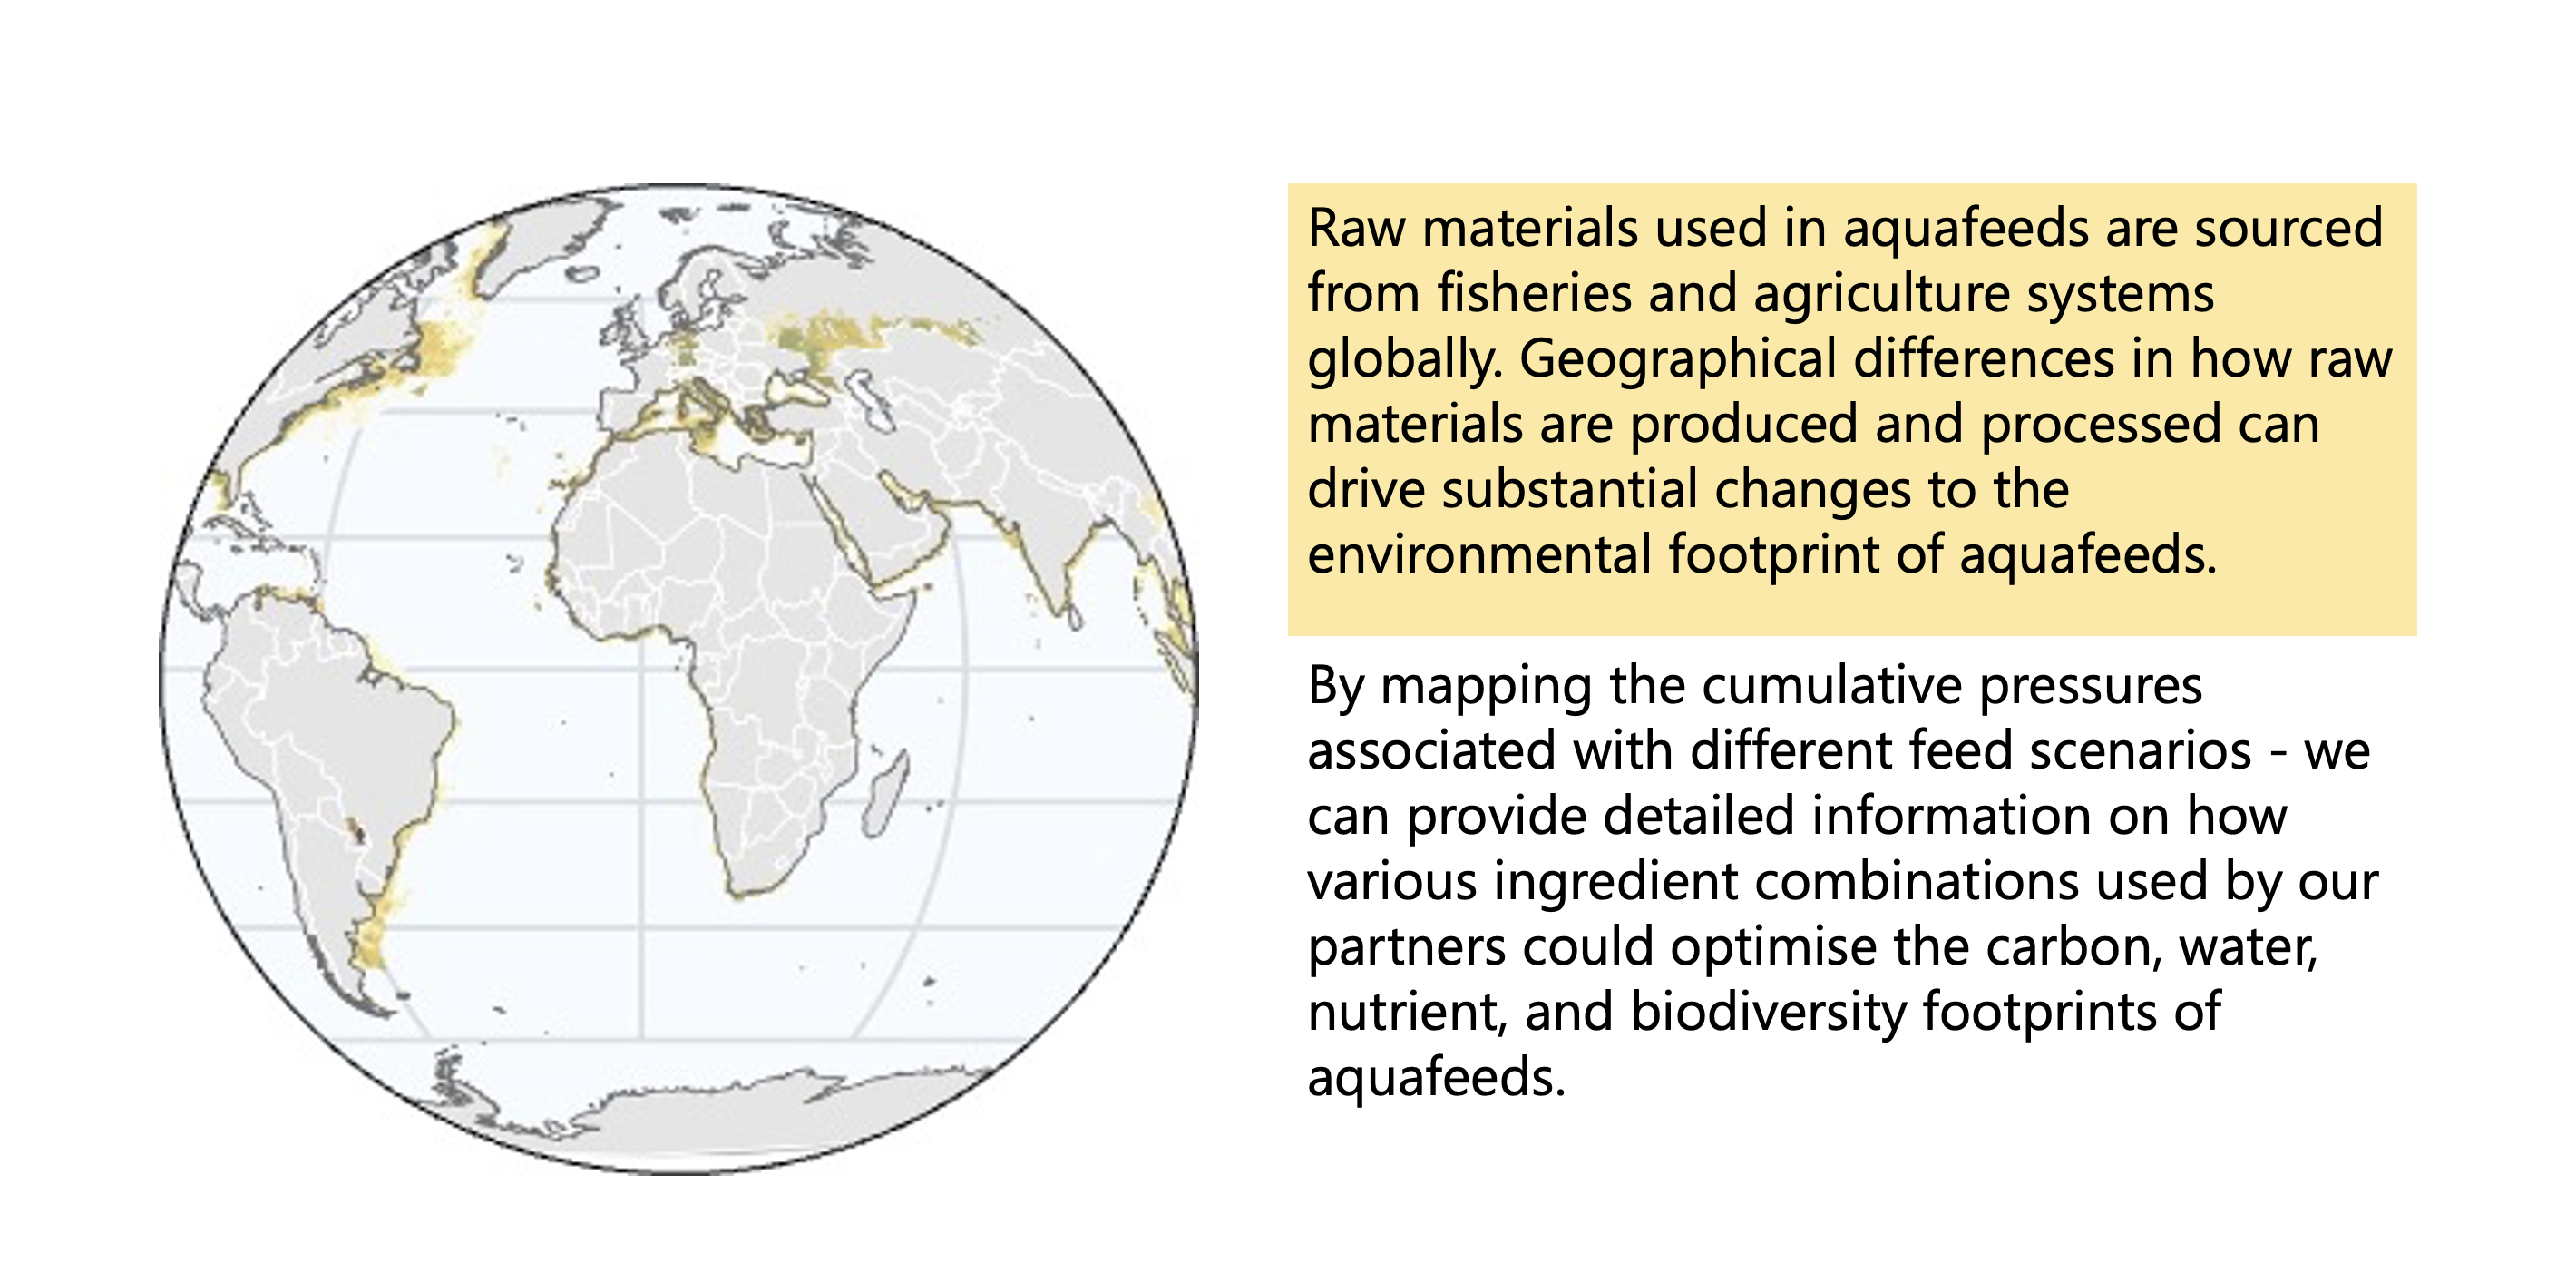 Raw materials used in aquafeeds are sourced
from fisheries and agriculture systems
globally. Geographical differences in how raw
materials are produced and processed can
drive substantial changes to the
environmental footprint of aquafeeds.
By mapping the cumulative pressures
associated with different feed scenarios - we
can provide detailed information on how
various ingredient combinations used by our
partners could optimise the carbon, water,
nutrient, and biodiversity footprints of
aquafeeds.